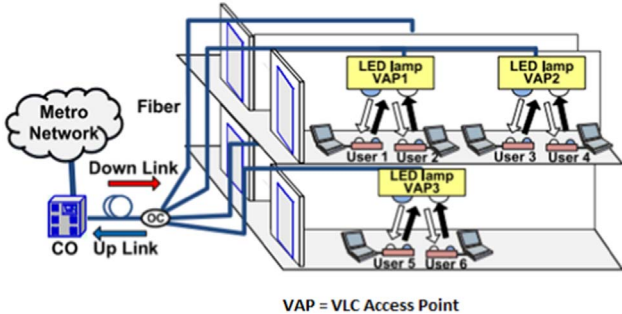 LED lamp
VAP1
LED lamp
VAP2
Fiber
Metro
Network
User 1
User 2
User 3
User 4
Down Link
LED lamp
VAP3
OC
CO
Up Link
User 5
User 6
VAP = VLC Access Point